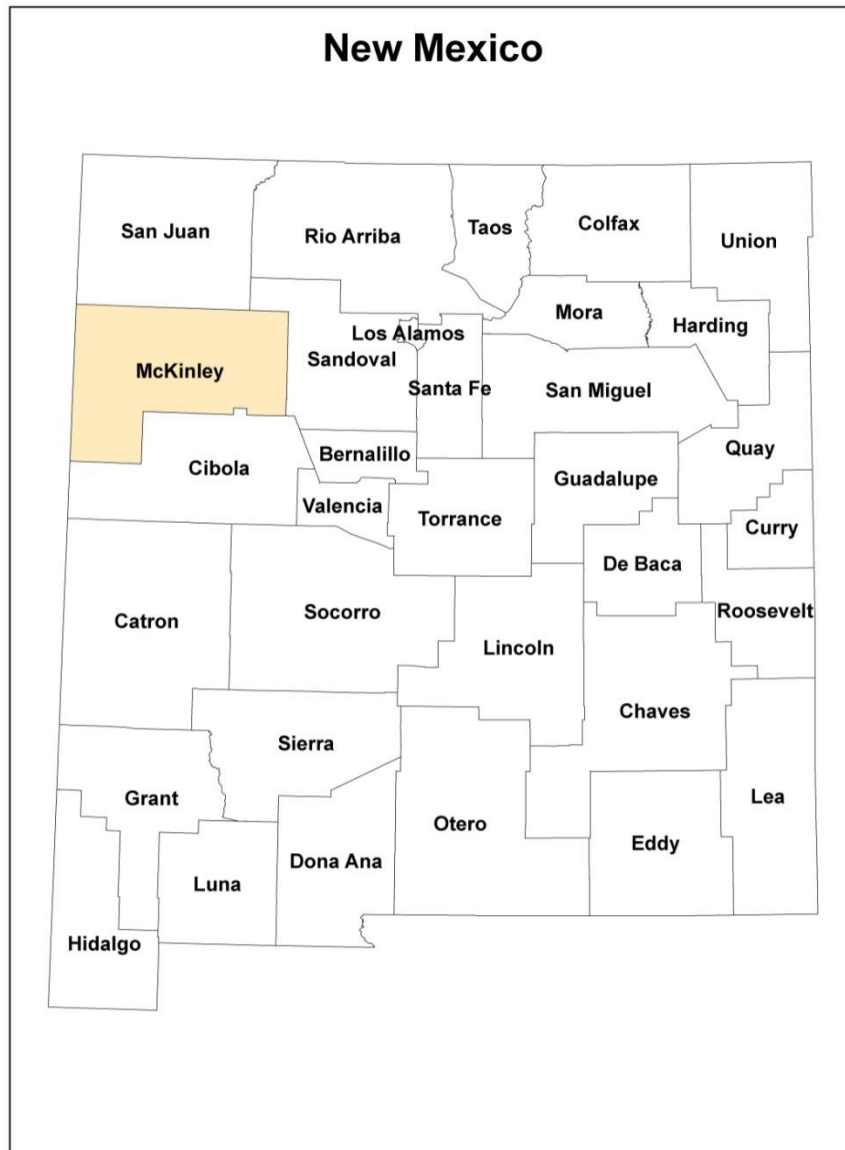 New Mexico
San Juan
Rio Arriba
Taos
Colfax
Union
McKinley
Los Alamos
Sandoval
Santa Fe
Mora
Harding
San Miguel
Cibola
Bernalillo
Valencia
Torrance
Guadalupe
Quay
Curry
De Baca
Roosevelt
Catron
Socorro
Lincoln
Chaves
Sierra
Grant
Otero
Eddy
Lea
Dona Ana
Luna
Hidalgo